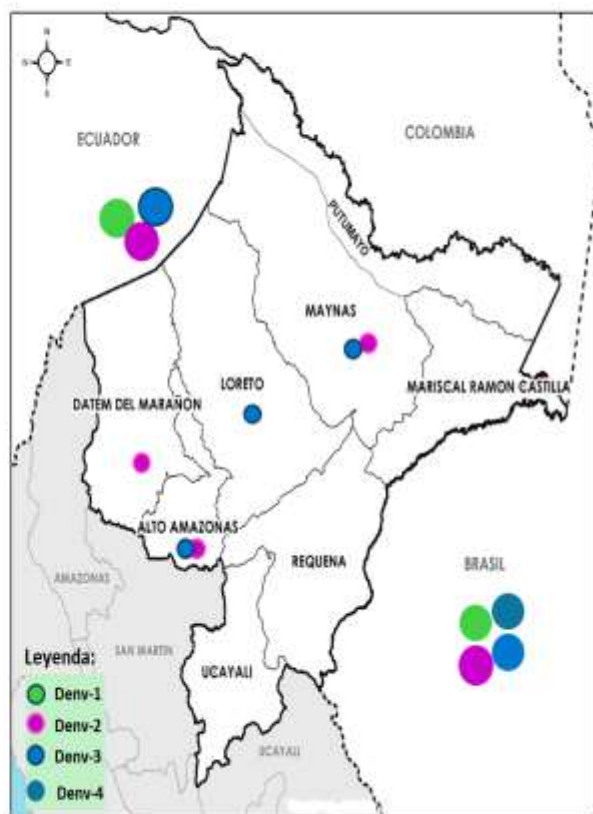 N
ECUADOR
COLOMBIA
PUTUMAYO
MAYNAS
LORETO
MARISCAL RAMON CASTILLA
DATEM DEL MARAÑON
ALTO AMAZONAS
REQUENA
BRASIL
AMAZONAS
SAN MARTIN
UCAYALI
UCAYALI
Leyenda:
Denv-1
Denv-2
Denv-3
Denv-4